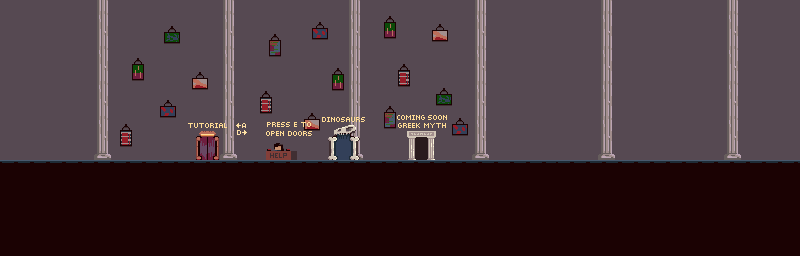 TUTORIAL
←A
D→
PRESS E TO
OPEN DOORS
HELP
DINOSAURS
COMING SOON
GREEK MYTH